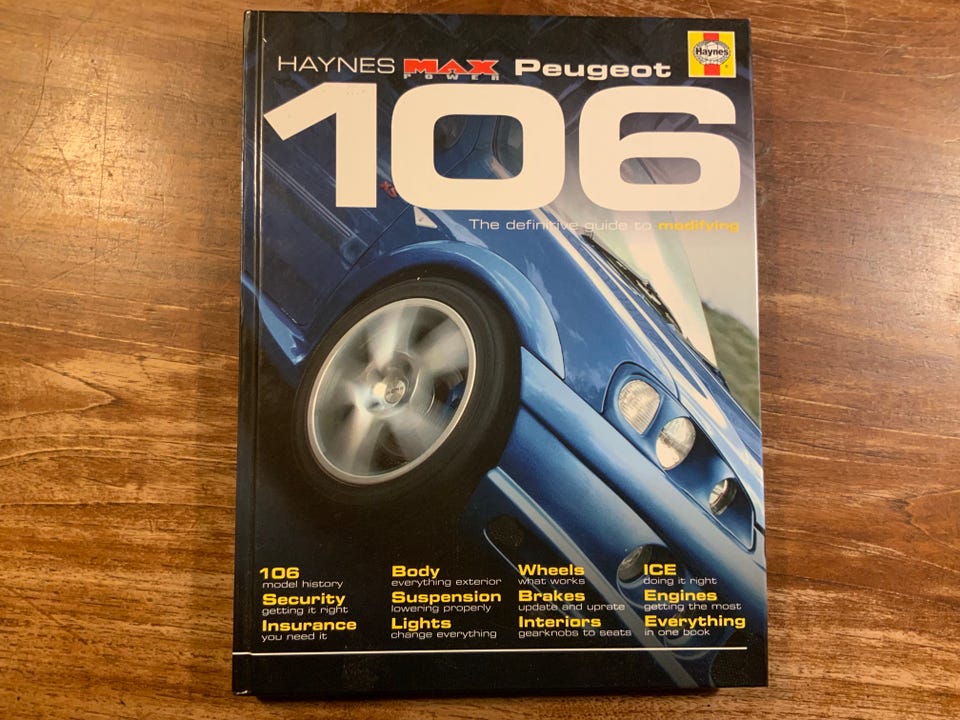 HAYNES MAX POWER Peugeot
Haynes
106
The definitive guide to modifying
106
model history
Security
getting it right
Insurance
you need it
Body
everything exterior
Suspension
lowering properly
Lights
change everything
Wheels
what works
Brakes
update and uprate
Interiors
gearknobs to seats
ICE
doing it right
Engines
getting the most
Everything
in one book